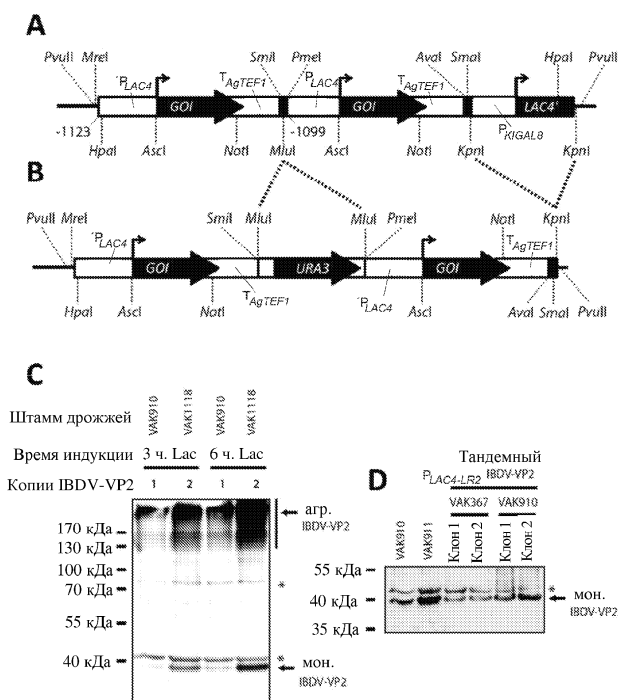 A
PvuII MreI SmiI PmeI AvaI SmaI HpaI PvuII
'PLAC4 TAgTEF1 PLAC4 TAgTEF1
GOI GOI LAC4'
-1123 -1099 PKlGAL8
HpaI AscI NotI MluI AscI NotI KpnI KpnI
B
PvuII MreI SmiI MluI MluI PmeI NotI KpnI
'PLAC4 TAgTEF1
GOI URA3 GOI
TAgTEF1 'PLAC4
HpaI AscI NotI AscI AvaI SmaI PvuII
C
Штамм дрожжей VAK910 VAK1118 VAK910 VAK1118
Время индукции 3 ч. Lac 6 ч. Lac
Копии IBDV-VP2 1 2 1 2
агр.
IBDV-VP2
170 кДа
130 кДа
100 кДа
70 кДа *
55 кДа
40 кДа *
мон.
IBDV-VP2
D
Тандемный
PLAC4-LR2 IBDV-VP2
VAK367 VAK910
VAK910 VAK911 Клон 1 Клон 2 Клон 1 Клон 2
55 кДа
*
40 кДа мон.
IBDV-VP2
35 кДа